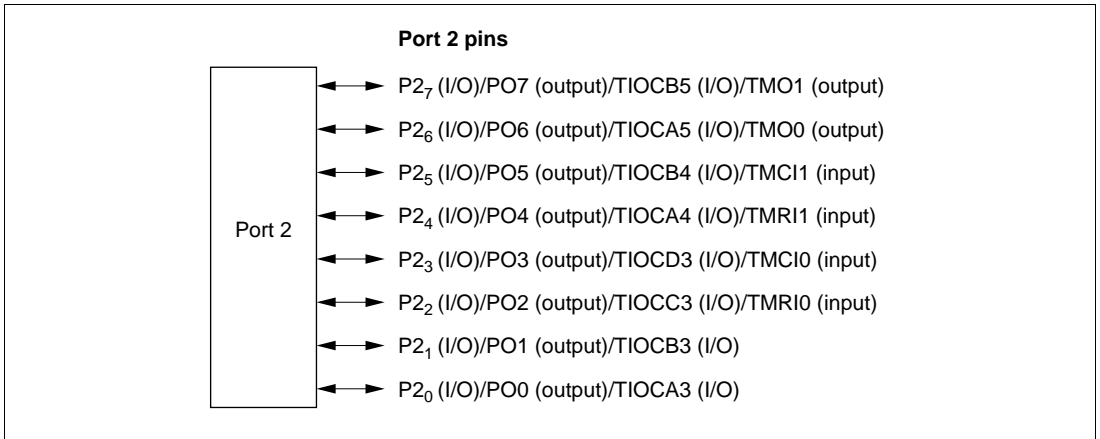 Port 2 pins
P2₇ (I/O)/PO7 (output)/TIOCB5 (I/O)/TMO1 (output)
P2₆ (I/O)/PO6 (output)/TIOCA5 (I/O)/TMO0 (output)
P2₅ (I/O)/PO5 (output)/TIOCB4 (I/O)/TMCI1 (input)
P2₄ (I/O)/PO4 (output)/TIOCA4 (I/O)/TMRI1 (input)
Port 2
P2₃ (I/O)/PO3 (output)/TIOCD3 (I/O)/TMCI0 (input)
P2₂ (I/O)/PO2 (output)/TIOCC3 (I/O)/TMRI0 (input)
P2₁ (I/O)/PO1 (output)/TIOCB3 (I/O)
P2₀ (I/O)/PO0 (output)/TIOCA3 (I/O)